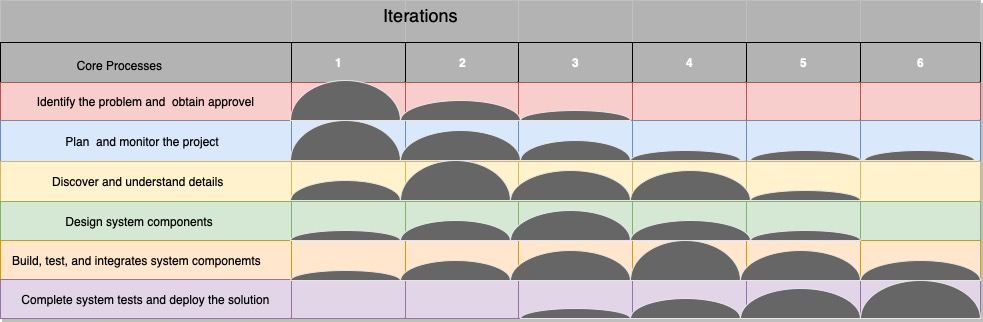 Iterations
Core Processes 1 2 3 4 5 6
Identify the problem and obtain approvel
Plan and monitor the project
Discover and understand details
Design system components
Build, test, and integrates system componemts
Complete system tests and deploy the solution